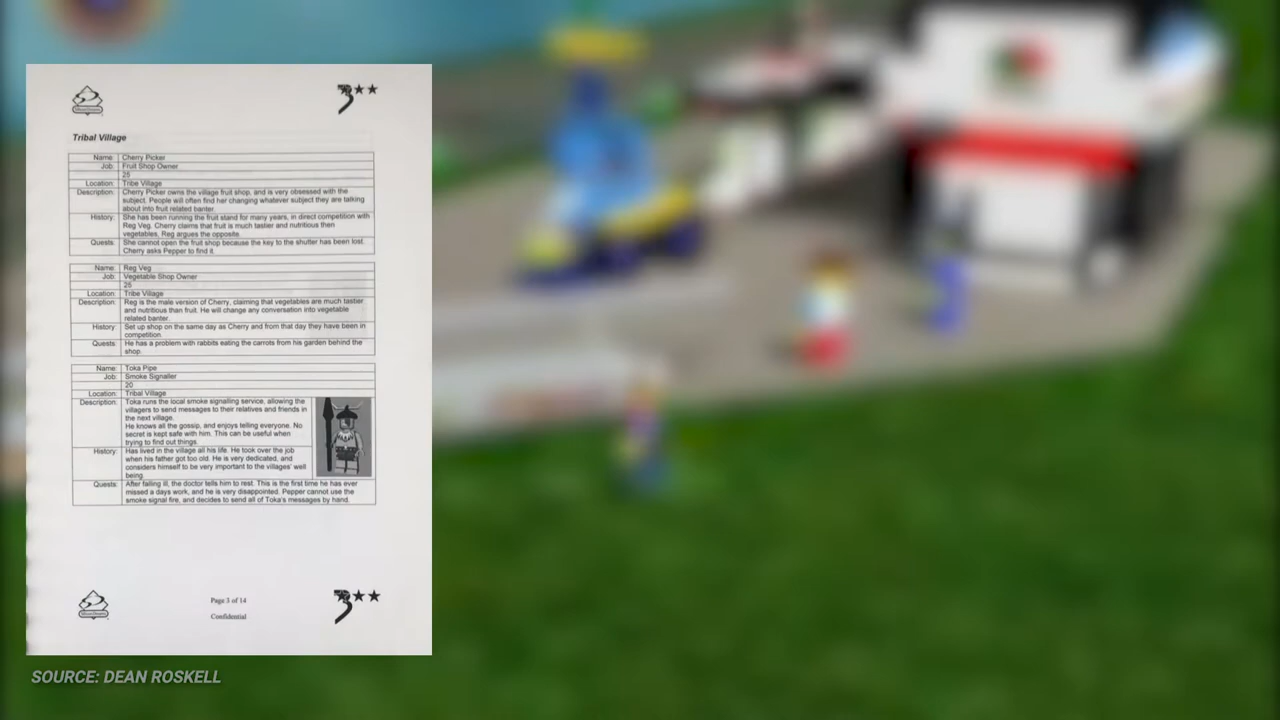 Tribal Village
Name: Cherry Picker
Job: Fruit Shop Owner
25
Location: Tribe Village
Description: Cherry Picker owns the village fruit shop, and is very obsessed with the
subject. People will often find her changing whatever subject they are talking
about into fruit related banter.
History: She has been running the fruit stand for many years, in direct competition with
Reg Veg. Cherry claims that fruit is much tastier and nutritious then
vegetables, Reg argues the opposite.
Quests: She cannot open the fruit shop because the key to the shutter has been lost.
Cherry asks Pepper to find it.
Name: Reg Veg
Job: Vegetable Shop Owner
25
Location: Tribe Village
Description: Reg is the male version of Cherry, claiming that vegetables are much tastier
and nutritious than fruit. He will change any conversation into vegetable
related banter.
History: Set up shop on the same day as Cherry and from that day they have been in
competition.
Quests: He has a problem with rabbits eating the carrots from his garden behind the
shop.
Name: Toka Pipe
Job: Smoke Signaller
20
Location: Tribal Village
Description: Toka runs the local smoke signalling service, allowing the
villagers to send messages to their relatives and friends in
the next village.
He knows all the gossip, and enjoys telling everyone. No
secret is kept safe with him. This can be useful when
trying to find out things.
History: Has lived in the village all his life. He took over the job
when his father got too old. He is very dedicated, and
considers himself to be very important to the villages' well
being.
Quests: After falling ill, the doctor tells him to rest. This is the first time he has ever
missed a days work, and he is very disappointed. Pepper cannot use the
smoke signal fire, and decides to send all of Toka's messages by hand.
Page 3 of 14
Confidential
SOURCE: DEAN ROSKELL